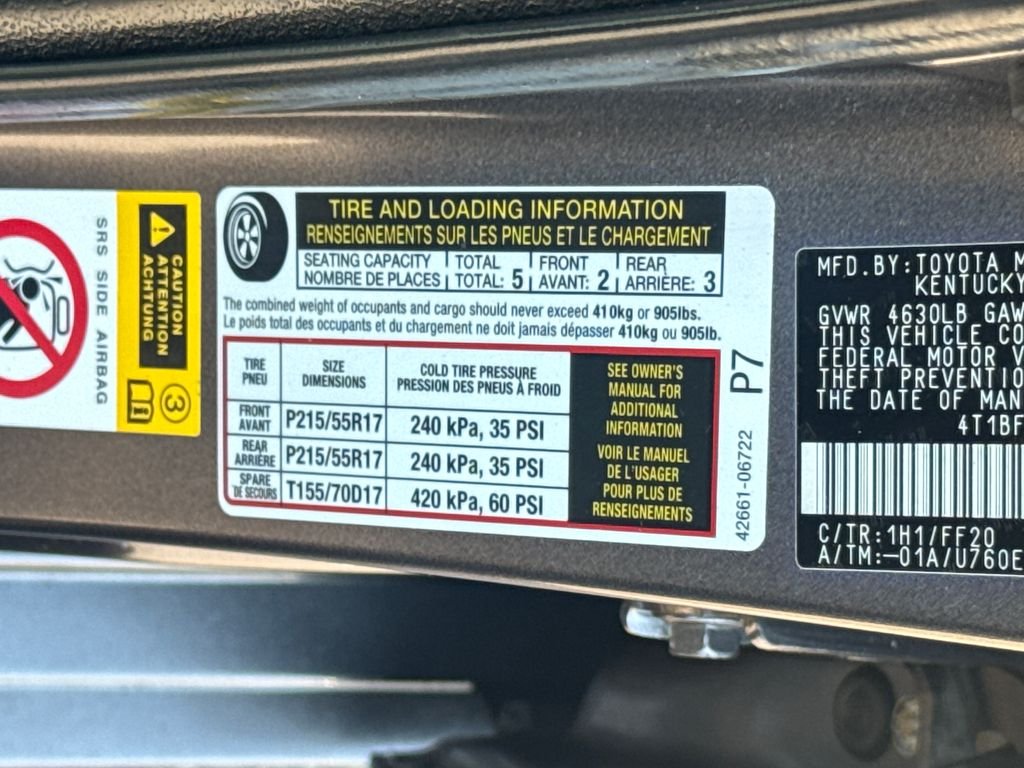 SRS SIDE AIRBAG
CAUTION
ATTENTION
ACHTUNG
3
TIRE AND LOADING INFORMATION
RENSEIGNEMENTS SUR LES PNEUS ET LE CHARGEMENT
SEATING CAPACITY TOTAL FRONT REAR
NOMBRE DE PLACES TOTAL: 5 AVANT: 2 ARRIÈRE: 3
The combined weight of occupants and cargo should never exceed 410kg or 905lbs.
Le poids total des occupants et du chargement ne doit jamais dépasser 410kg ou 905lb.
TIRE SIZE COLD TIRE PRESSURE
PNEU DIMENSIONS PRESSION DES PNEUS À FROID
FRONT
AVANT P215/55R17 240 kPa, 35 PSI
REAR
ARRIÈRE P215/55R17 240 kPa, 35 PSI
SPARE
DE SECOURS T155/70D17 420 kPa, 60 PSI
SEE OWNER'S
MANUAL FOR
ADDITIONAL
INFORMATION
VOIR LE MANUEL
DE L'USAGER
POUR PLUS DE
RENSEIGNEMENTS
P7
42661-06722
MFD.BY:TOYOTA M
KENTUCKY
GVWR 4630LB GAW
THIS VEHICLE CO
FEDERAL MOTOR V
THEFT PREVENTIO
THE DATE OF MAN
4T1BF
C/TR:1H1/FF20
A/TM:-01A/U760E